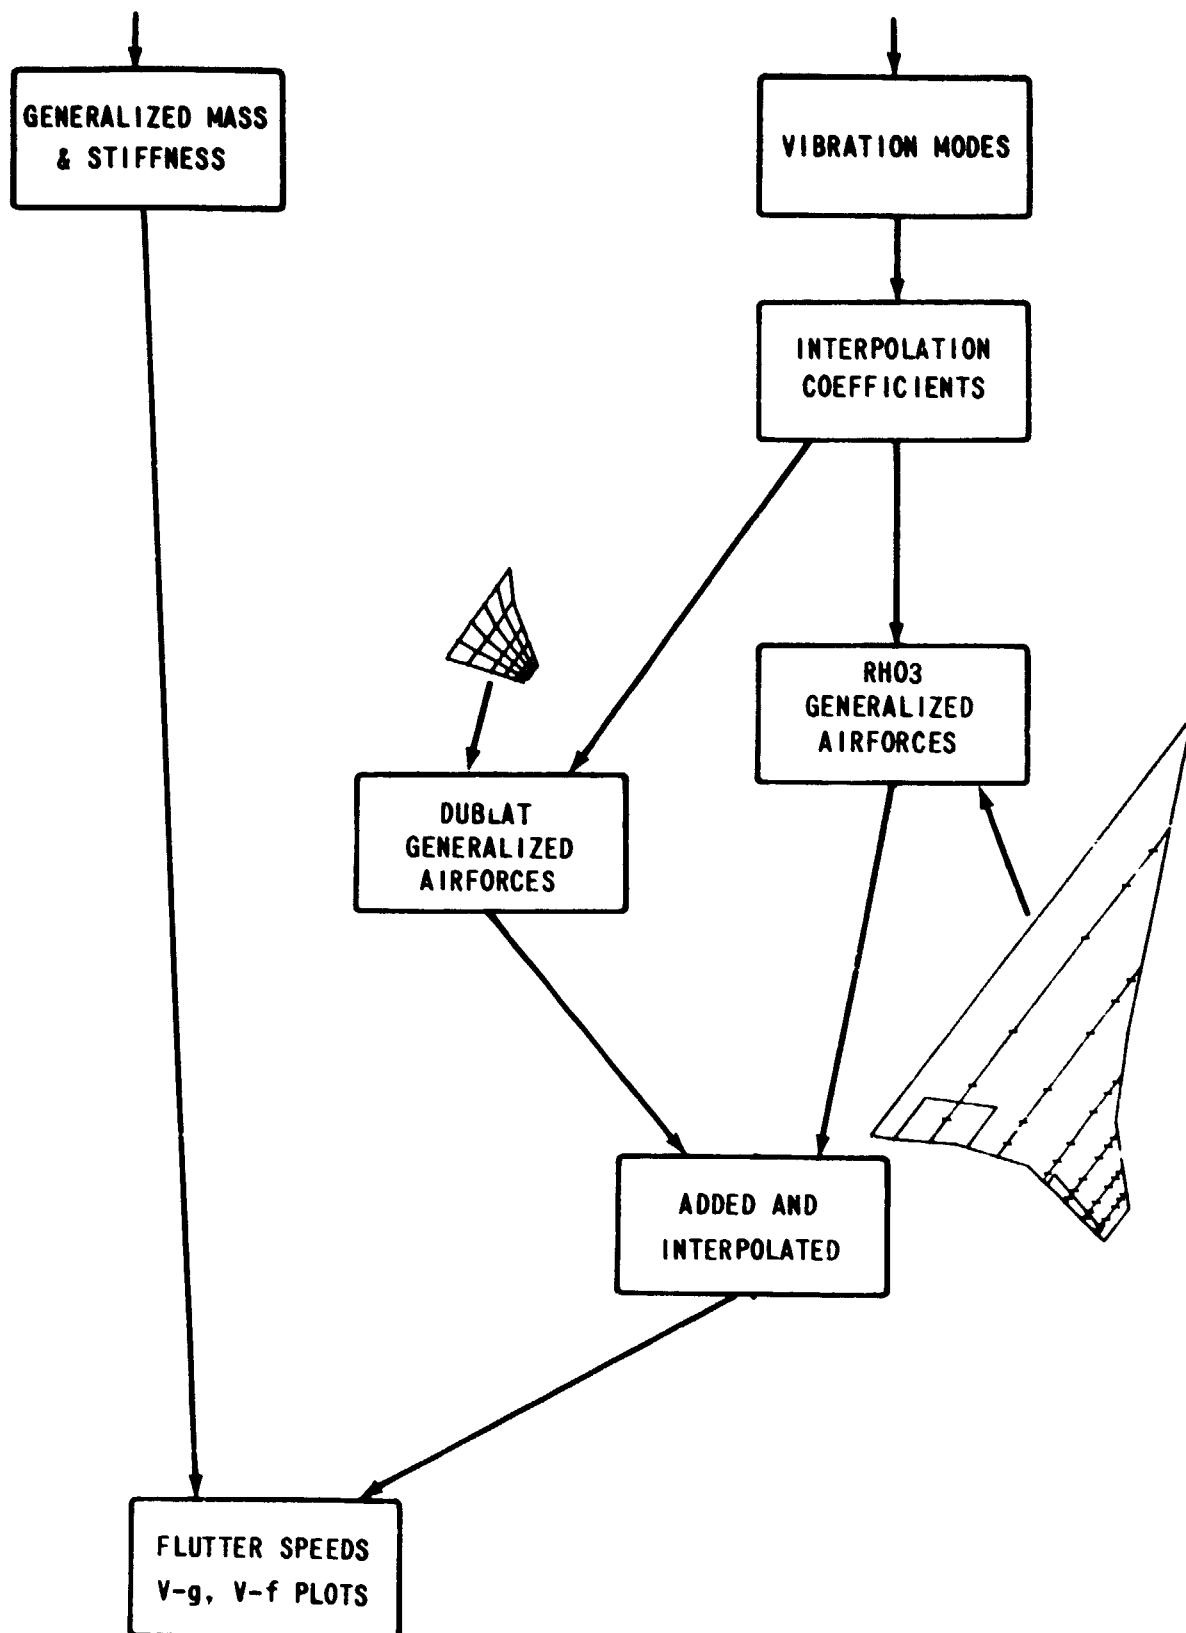 GENERALIZED MASS
& STIFFNESS
VIBRATION MODES
INTERPOLATION
COEFFICIENTS
RHO3
GENERALIZED
AIRFORCES
DUBLAT
GENERALIZED
AIRFORCES
ADDED AND
INTERPOLATED
FLUTTER SPEEDS
V-g, V-f PLOTS